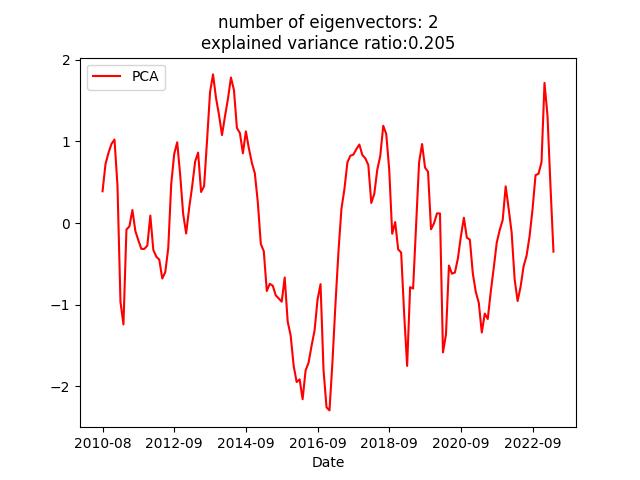 number of eigenvectors: 2
explained variance ratio:0.205
PCA
2
1
0
−1
−2
2010-08 2012-09 2014-09 2016-09 2018-09 2020-09 2022-09
Date